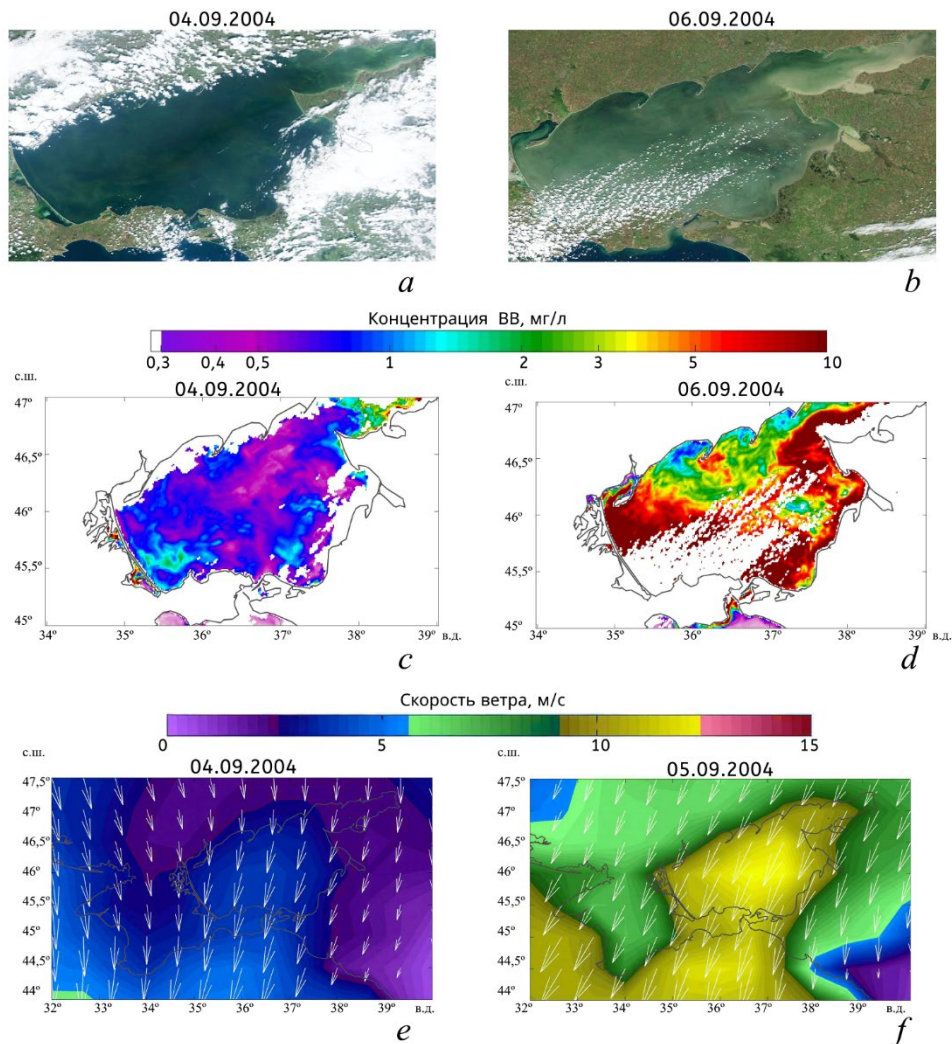 04.09.2004
06.09.2004
a
b
Концентрация ВВ, мг/л
0,3 0,4 0,5 1 2 3 5 10
с.ш.
04.09.2004
47º
46,5º
46º
45,5º
45º
34º 35º 36º 37º 38º 39º в.д.
c
с.ш.
06.09.2004
47º
46,5º
46º
45,5º
45º
34º 35º 36º 37º 38º 39º в.д.
d
Скорость ветра, м/с
0 5 10 15
с.ш.
04.09.2004
47,5º
47º
46,5º
46º
45,5º
45º
44,5º
44º
32º 33º 34º 35º 36º 37º 38º 39º в.д.
e
с.ш.
05.09.2004
47,5º
47º
46,5º
46º
45,5º
45º
44,5º
44º
32º 33º 34º 35º 36º 37º 38º 39º в.д.
f